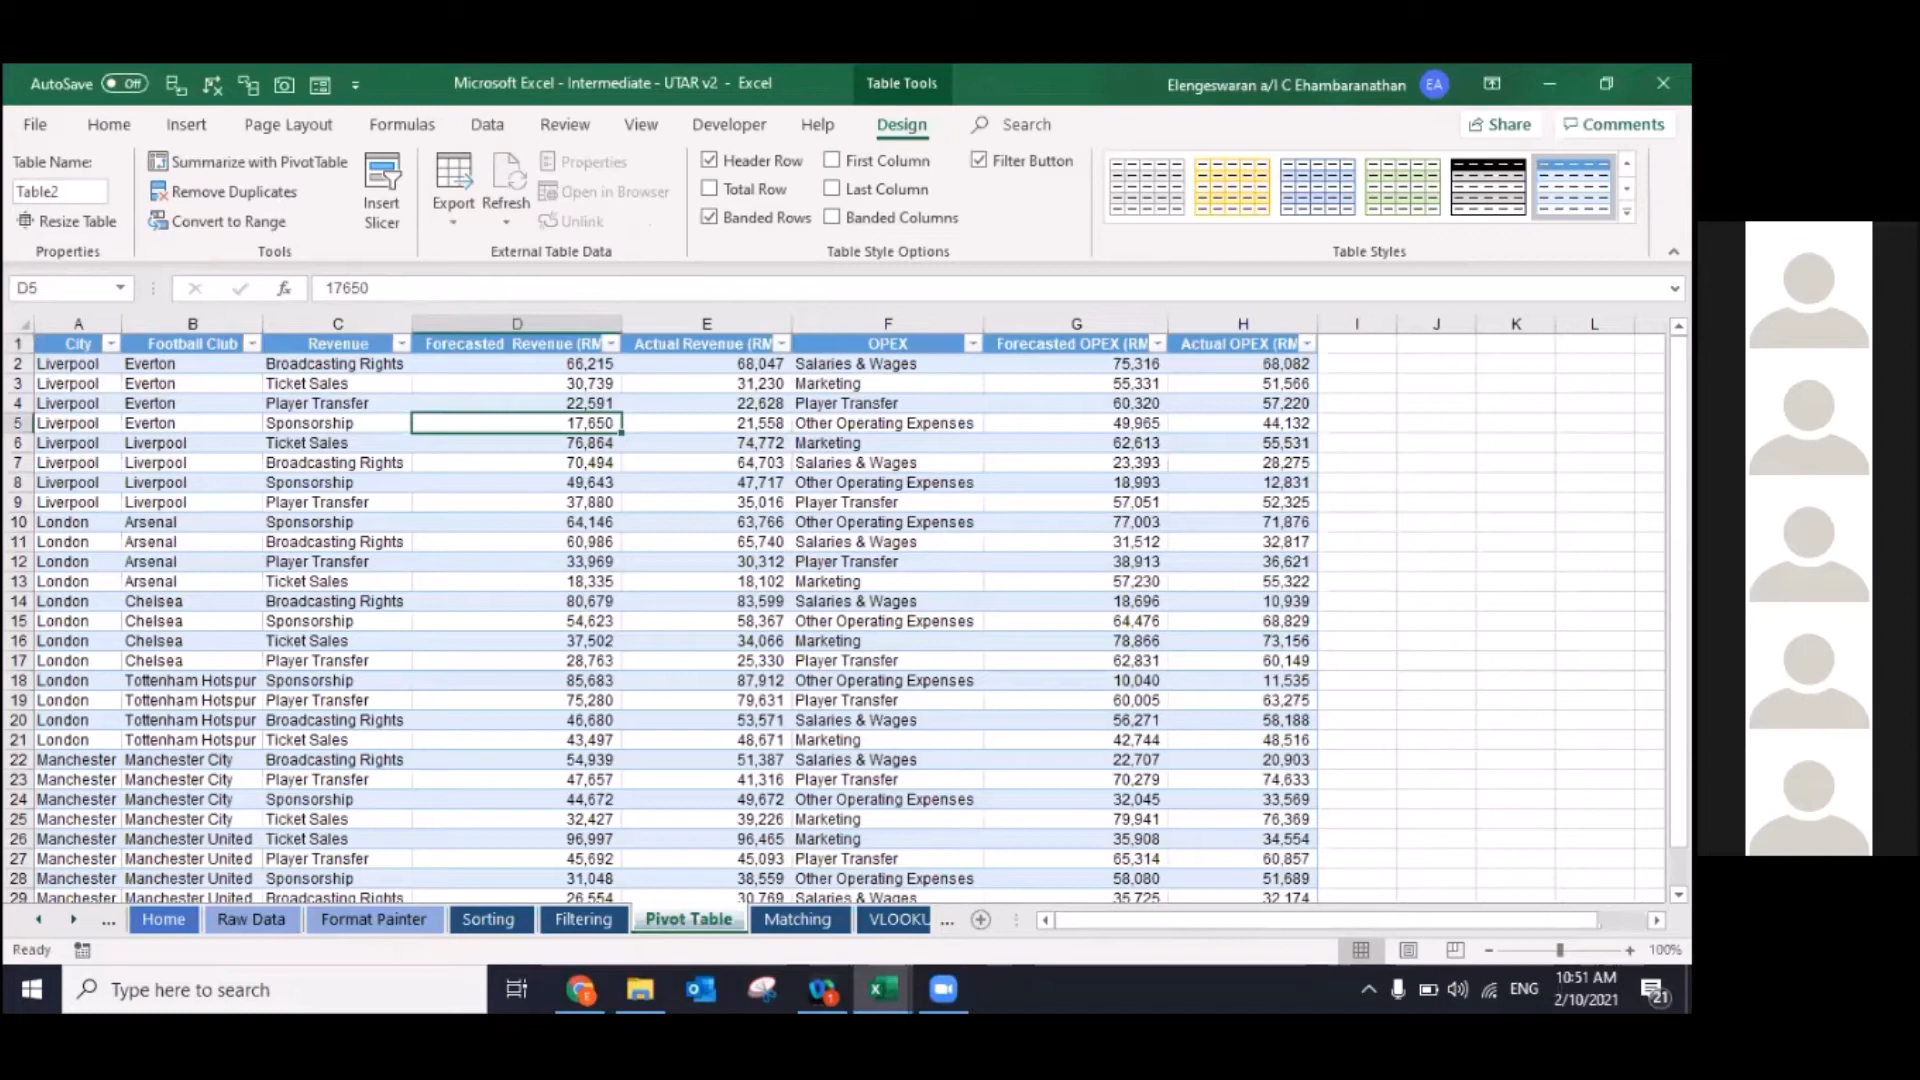 AutoSave Off Microsoft Excel - Intermediate - UTAR v2 - Excel Table Tools Elengeswaran a/l C Ehambaranathan EA
File Home Insert Page Layout Formulas Data Review View Developer Help Design Search Share Comments
Table Name: Summarize with PivotTable Properties Header Row First Column Filter Button
Table2 Remove Duplicates Insert Slicer Export Refresh Open in Browser Total Row Last Column
Resize Table Convert to Range Unlink Banded Rows Banded Columns
Properties Tools External Table Data Table Style Options Table Styles
D5 fx 17650
A B C D E F G H I J K L
1 City Football Club Revenue Forecasted Revenue (RM Actual Revenue (RM OPEX Forecasted OPEX (RM Actual OPEX (RM
2 Liverpool Everton Broadcasting Rights 66,215 68,047 Salaries & Wages 75,316 68,082
3 Liverpool Everton Ticket Sales 30,739 31,230 Marketing 55,331 51,566
4 Liverpool Everton Player Transfer 22,591 22,628 Player Transfer 60,320 57,220
5 Liverpool Everton Sponsorship 17,650 21,558 Other Operating Expenses 49,965 44,132
6 Liverpool Liverpool Ticket Sales 76,864 74,772 Marketing 62,613 55,531
7 Liverpool Liverpool Broadcasting Rights 70,494 64,703 Salaries & Wages 23,393 28,275
8 Liverpool Liverpool Sponsorship 49,643 47,717 Other Operating Expenses 18,993 12,831
9 Liverpool Liverpool Player Transfer 37,880 35,016 Player Transfer 57,051 52,325
10 London Arsenal Sponsorship 64,146 63,766 Other Operating Expenses 77,003 71,876
11 London Arsenal Broadcasting Rights 60,986 65,740 Salaries & Wages 31,512 32,817
12 London Arsenal Player Transfer 33,969 30,312 Player Transfer 38,913 36,621
13 London Arsenal Ticket Sales 18,335 18,102 Marketing 57,230 55,322
14 London Chelsea Broadcasting Rights 80,679 83,599 Salaries & Wages 18,696 10,939
15 London Chelsea Sponsorship 54,623 58,367 Other Operating Expenses 64,476 68,829
16 London Chelsea Ticket Sales 37,502 34,066 Marketing 78,866 73,156
17 London Chelsea Player Transfer 28,763 25,330 Player Transfer 62,831 60,149
18 London Tottenham Hotspur Sponsorship 85,683 87,912 Other Operating Expenses 10,040 11,535
19 London Tottenham Hotspur Player Transfer 75,280 79,631 Player Transfer 60,005 63,275
20 London Tottenham Hotspur Broadcasting Rights 46,680 53,571 Salaries & Wages 56,271 58,188
21 London Tottenham Hotspur Ticket Sales 43,497 48,671 Marketing 42,744 48,516
22 Manchester Manchester City Broadcasting Rights 54,939 51,387 Salaries & Wages 22,707 20,903
23 Manchester Manchester City Player Transfer 47,657 41,316 Player Transfer 70,279 74,633
24 Manchester Manchester City Sponsorship 44,672 49,672 Other Operating Expenses 32,045 33,569
25 Manchester Manchester City Ticket Sales 32,427 39,226 Marketing 79,941 76,369
26 Manchester Manchester United Ticket Sales 96,997 96,465 Marketing 35,908 34,554
27 Manchester Manchester United Player Transfer 45,692 45,093 Player Transfer 65,314 60,857
28 Manchester Manchester United Sponsorship 31,048 38,559 Other Operating Expenses 58,080 51,689
29 Manchester Manchester United Broadcasting Rights 26,554 30,769 Salaries & Wages 35,725 32,174
... Home Raw Data Format Painter Sorting Filtering Pivot Table Matching VLOOKU ...
Ready 100%
Type here to search ENG 10:51 AM
2/10/2021 21